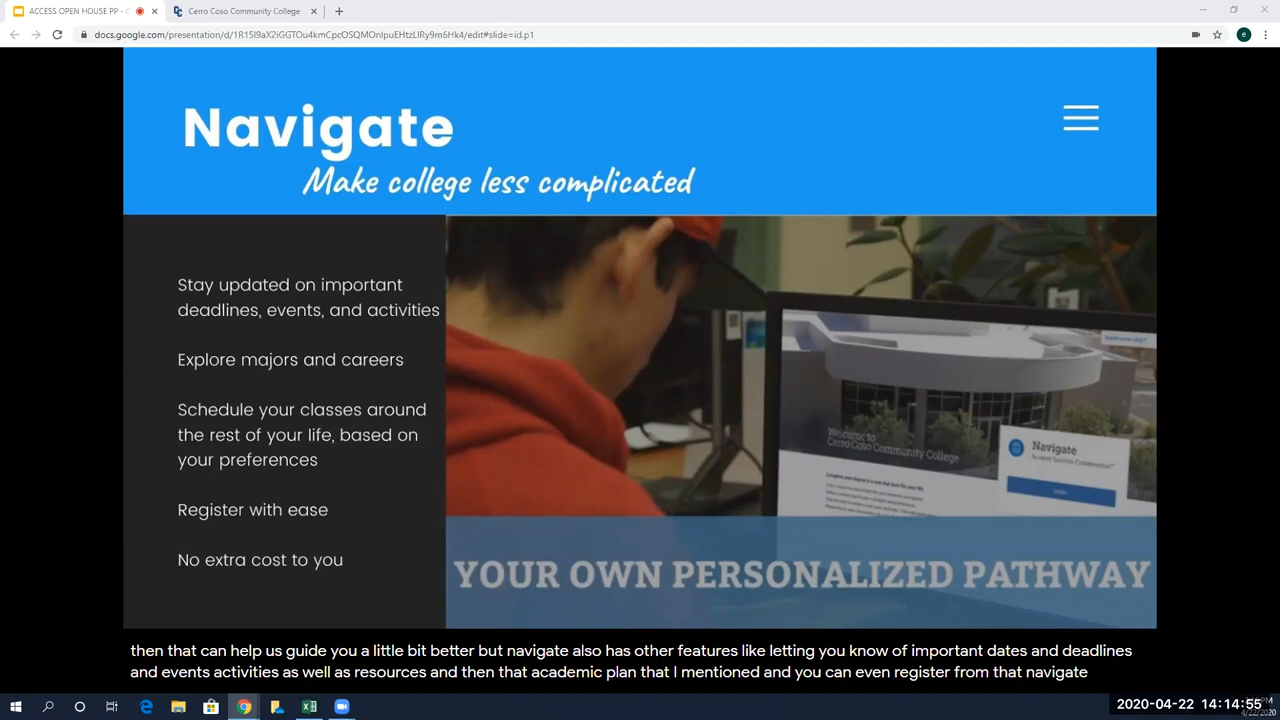 ACCESS OPEN HOUSE PP -
Cerro Coso Community College
docs.google.com/presentation/d/1R15I9aX2iGGTOu4kmCpcOSQMOnIpuEHtzLlRy9m6Hk4/edit#slide=id.p1
Navigate
Make college less complicated
Stay updated on important
deadlines, events, and activities
Explore majors and careers
Schedule your classes around
the rest of your life, based on
your preferences
Register with ease
No extra cost to you
Welcome to
Cerro Coso Community College
Navigate
Login
YOUR OWN PERSONALIZED PATHWAY
then that can help us guide you a little bit better but navigate also has other features like letting you know of important dates and deadlines
and events activities as well as resources and then that academic plan that I mentioned and you can even register from that navigate
2020-04-22 14:14:55